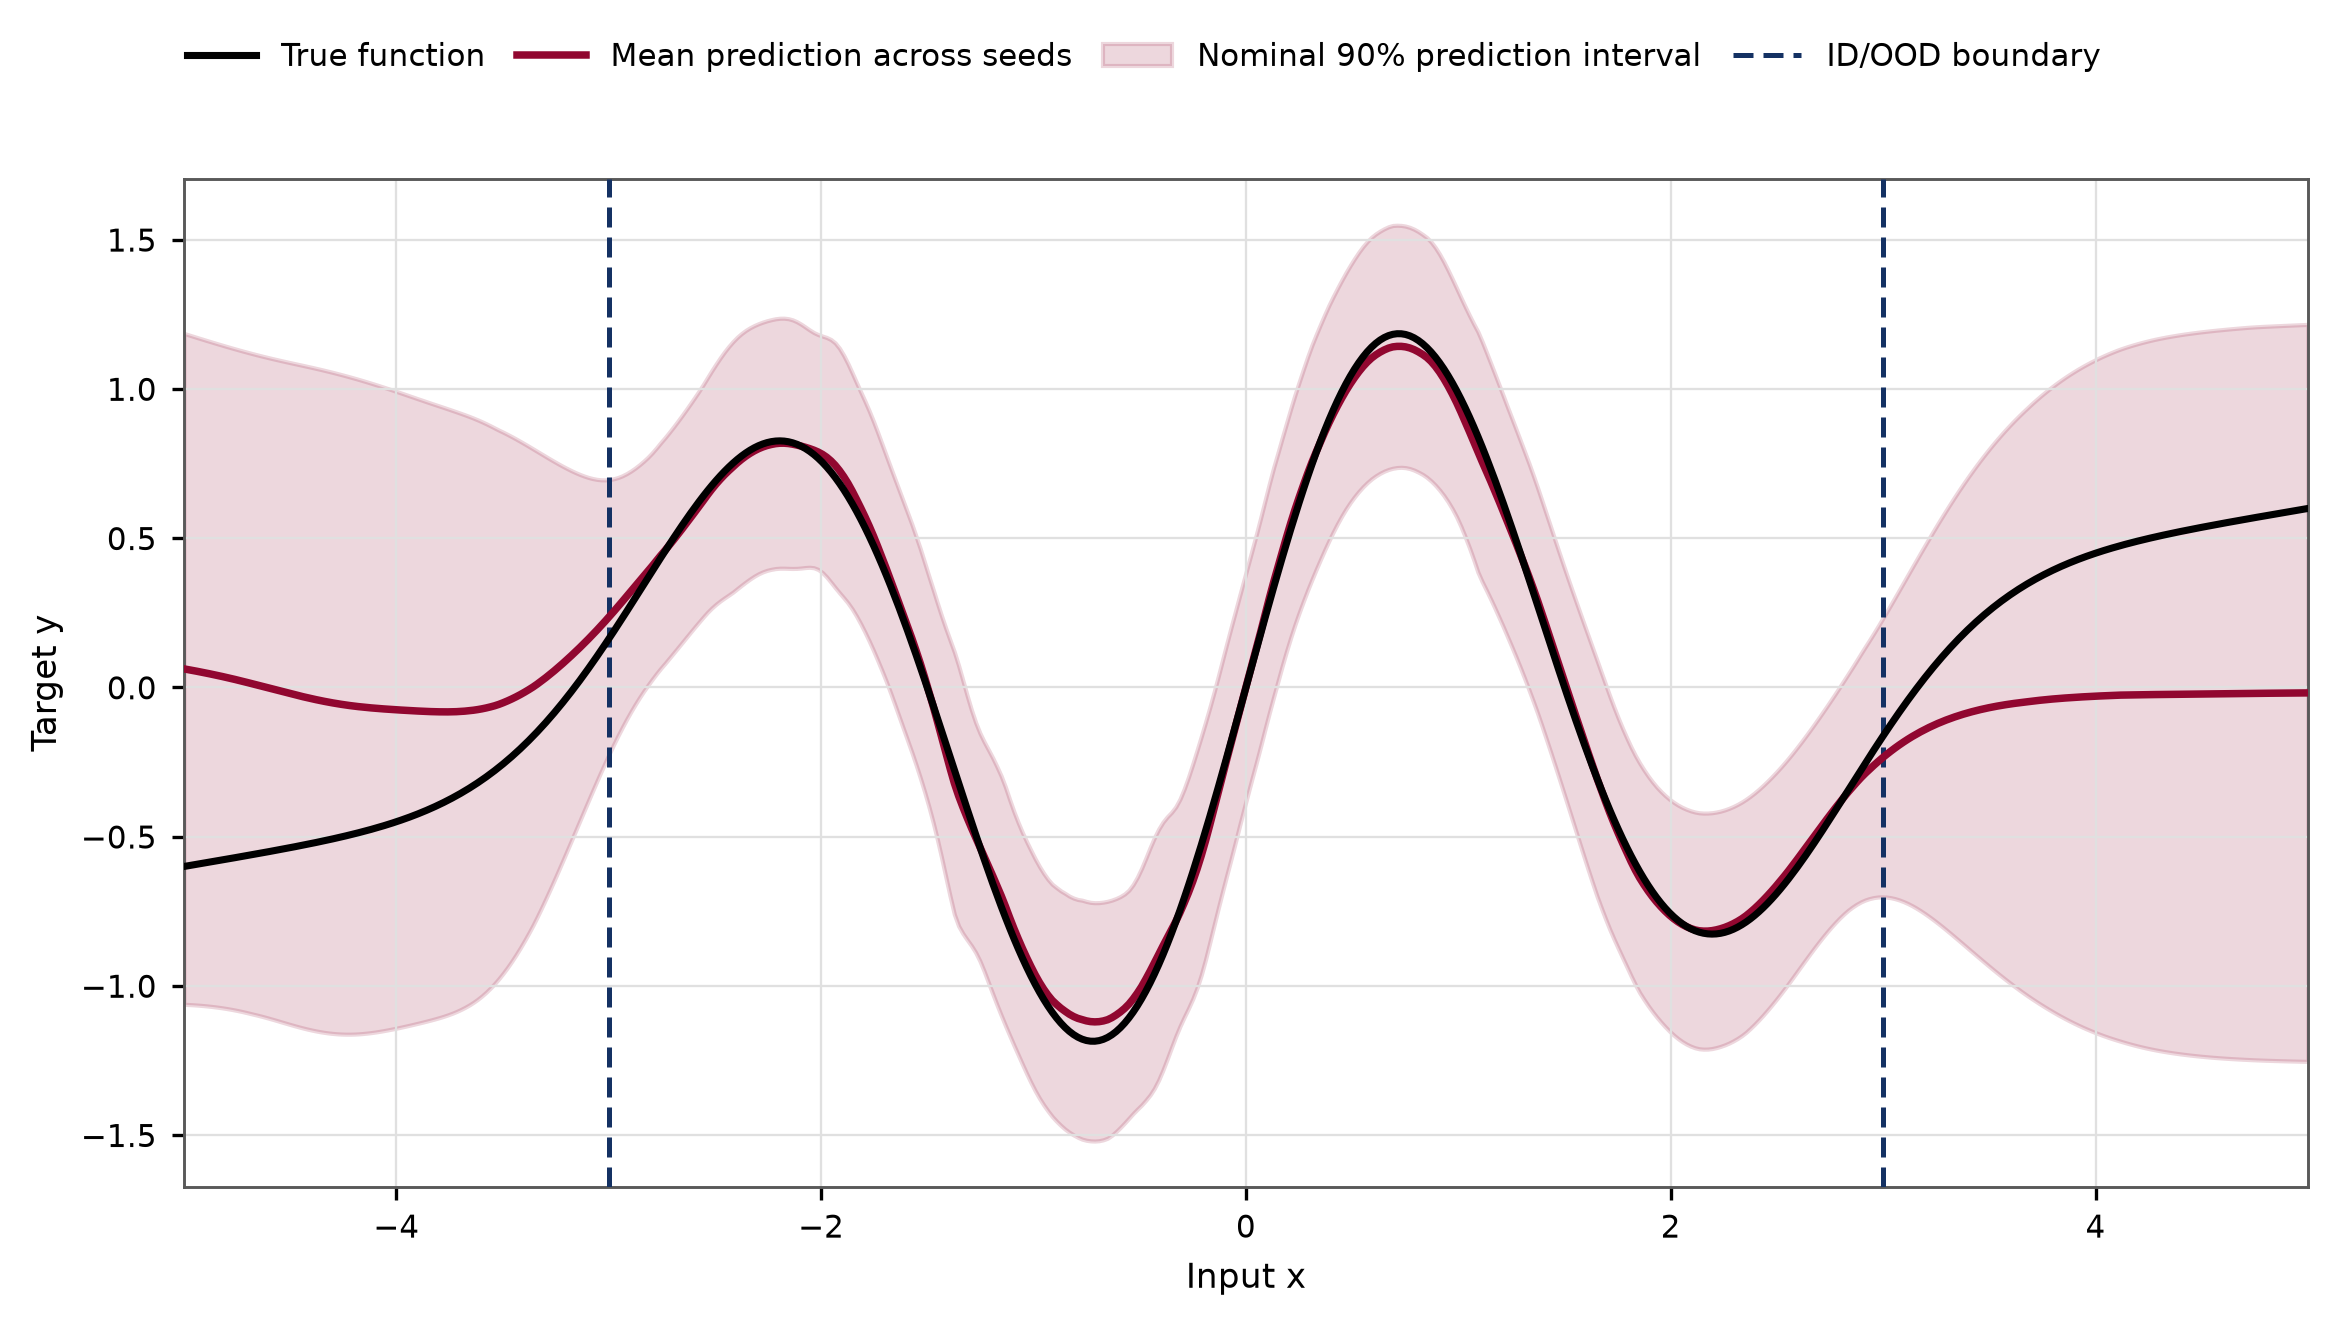 True function
Mean prediction across seeds
Nominal 90% prediction interval
ID/OOD boundary
Target y
1.5
1.0
0.5
0.0
−0.5
−1.0
−1.5
−4
−2
0
2
4
Input x